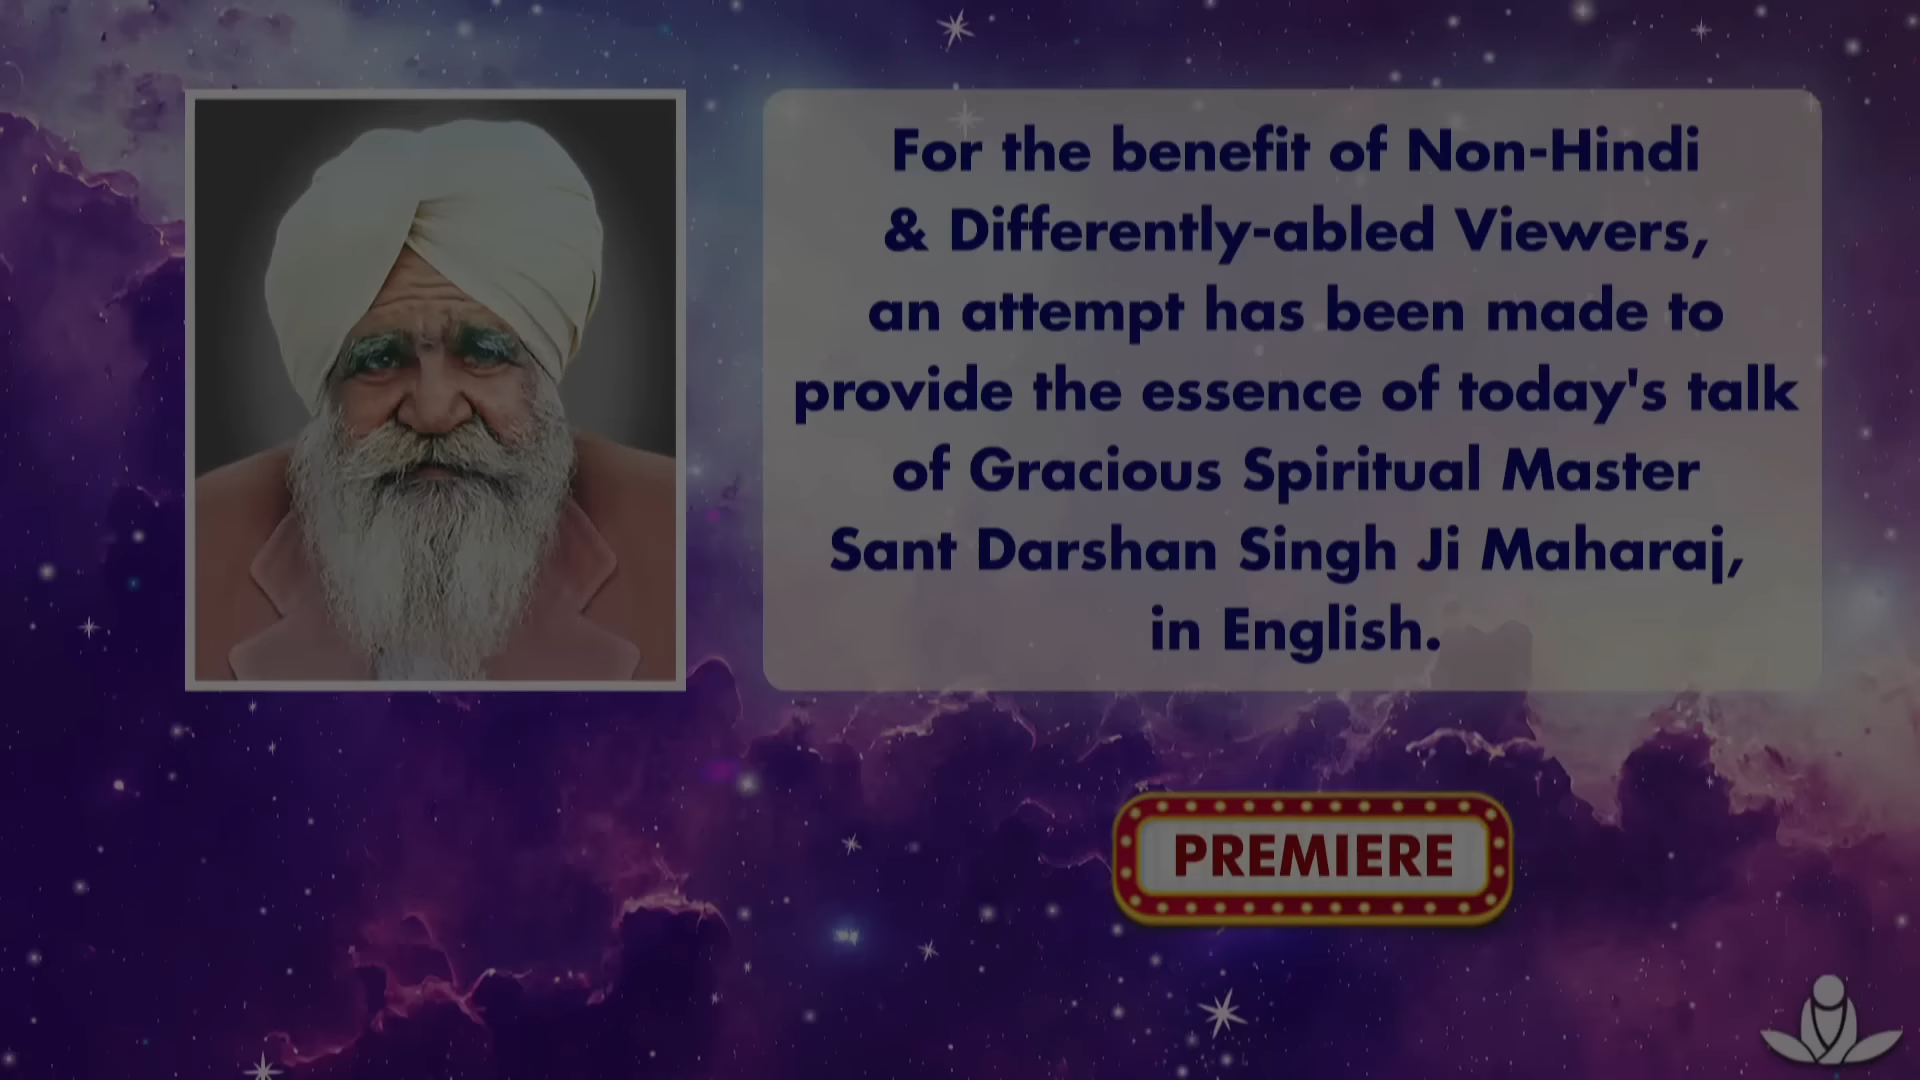 For the benefit of Non-Hindi
& Differently-abled Viewers,
an attempt has been made to
provide the essence of today's talk
of Gracious Spiritual Master
Sant Darshan Singh Ji Maharaj,
in English.
PREMIERE